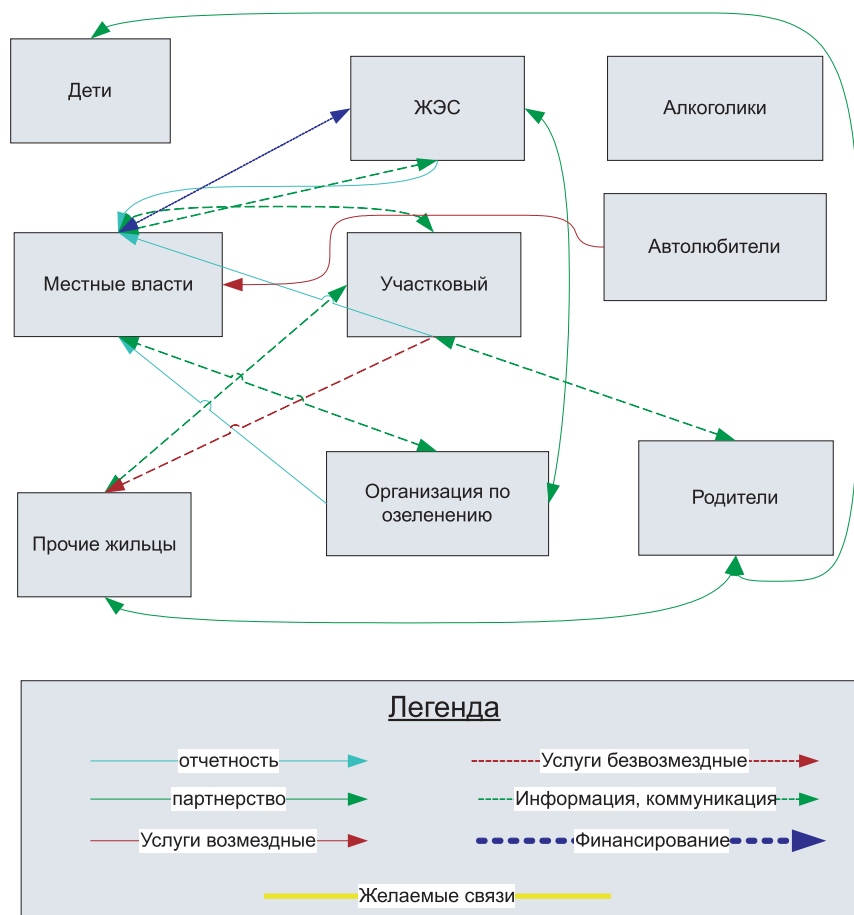 Дети
ЖЭС
Алкоголики
Местные власти
Участковый
Автолюбители
Прочие жильцы
Организация по
озеленению
Родители
Легенда
отчетность
Услуги безвозмездные
партнерство
Информация, коммуникация
Услуги возмездные
Финансирование
Желаемые связи